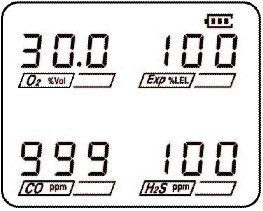 30.0 100
O₂ %Vol Exp %LEL
999 100
CO ppm H₂S ppm